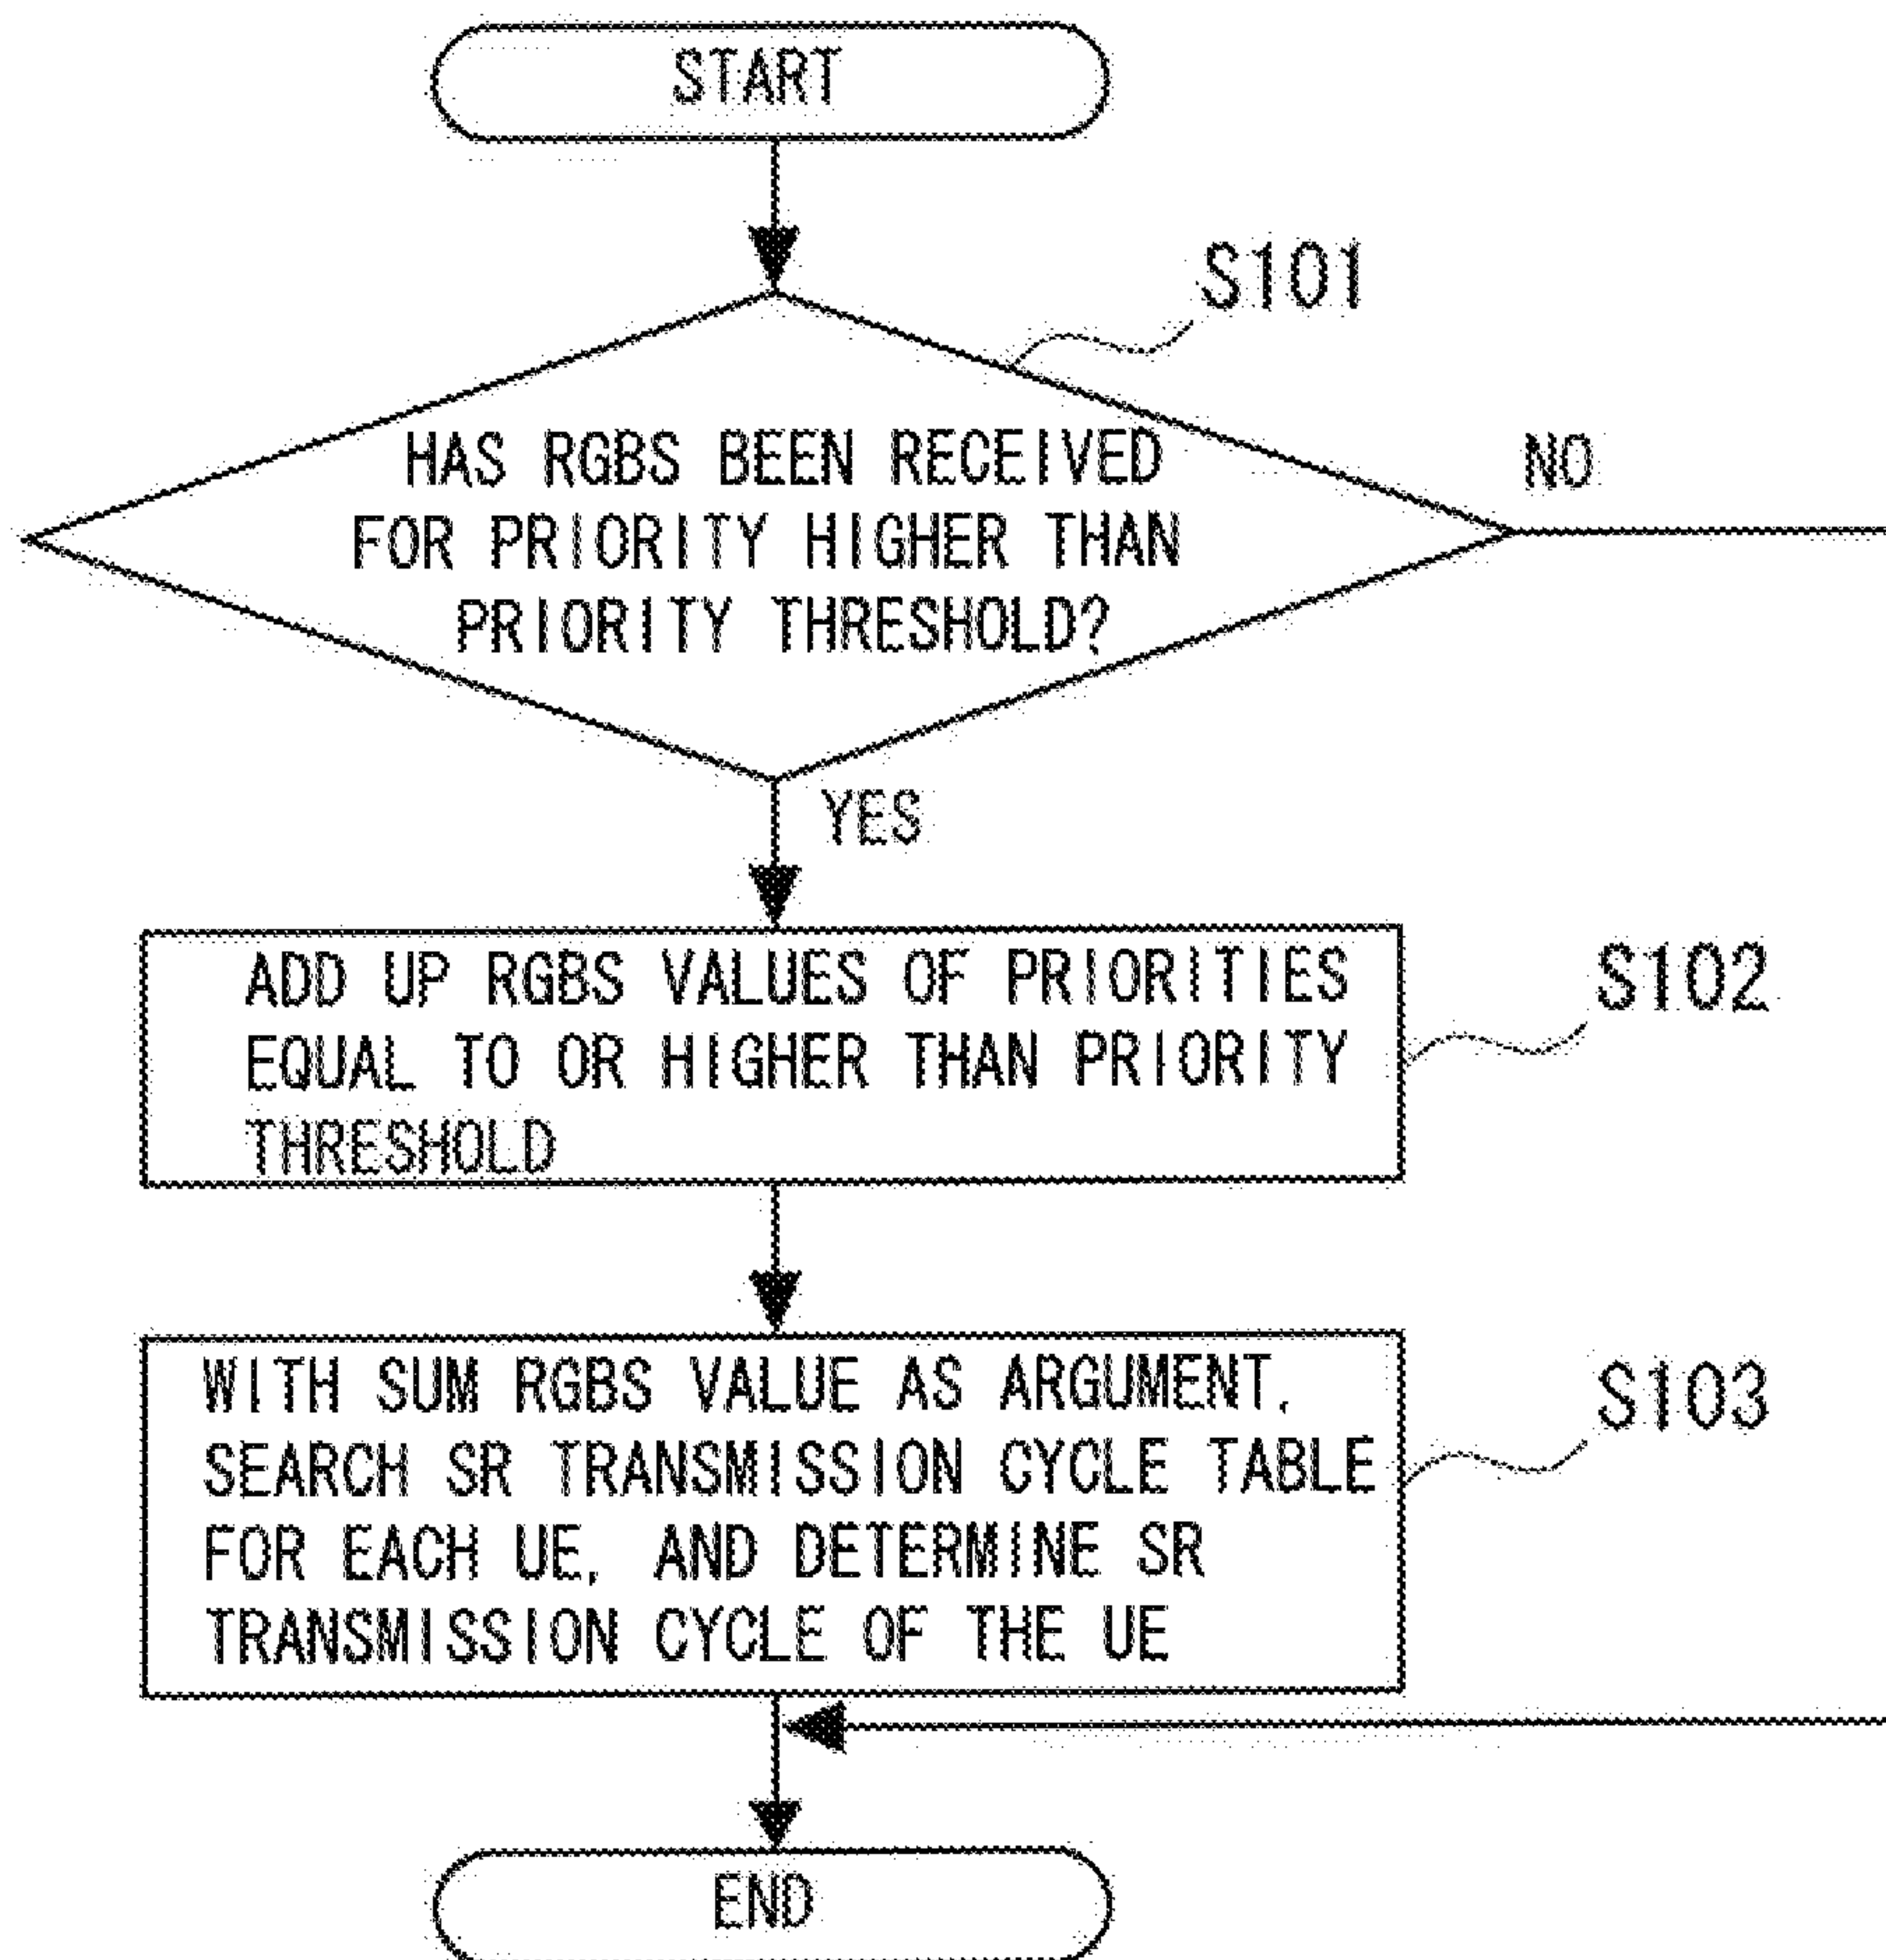 START
S101
HAS RGBS BEEN RECEIVED
FOR PRIORITY HIGHER THAN
PRIORITY THRESHOLD?
NO
YES
ADD UP RGBS VALUES OF PRIORITIES
EQUAL TO OR HIGHER THAN PRIORITY
THRESHOLD
S102
WITH SUM RGBS VALUE AS ARGUMENT,
SEARCH SR TRANSMISSION CYCLE TABLE
FOR EACH UE, AND DETERMINE SR
TRANSMISSION CYCLE OF THE UE
S103
END